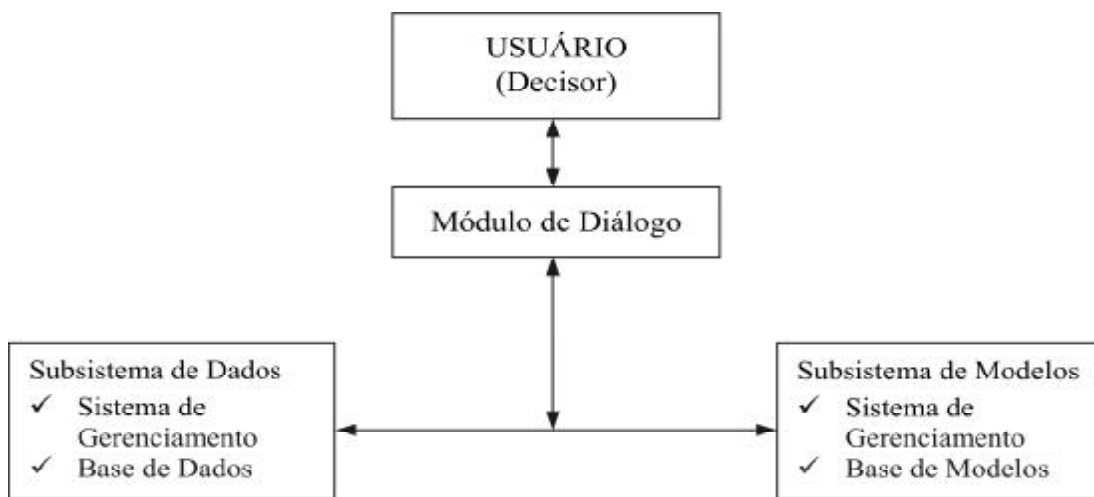 USUÁRIO
(Decisor)
Módulo de Diálogo
Subsistema de Dados
✓ Sistema de
Gerenciamento
✓ Base de Dados
Subsistema de Modelos
✓ Sistema de
Gerenciamento
✓ Base de Modelos